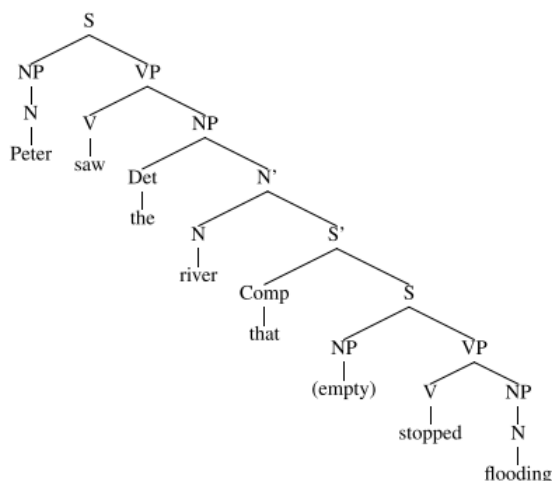 S
NP VP
N V NP
Peter saw Det N'
the N S'
river Comp S
that NP VP
(empty) V NP
stopped N
flooding